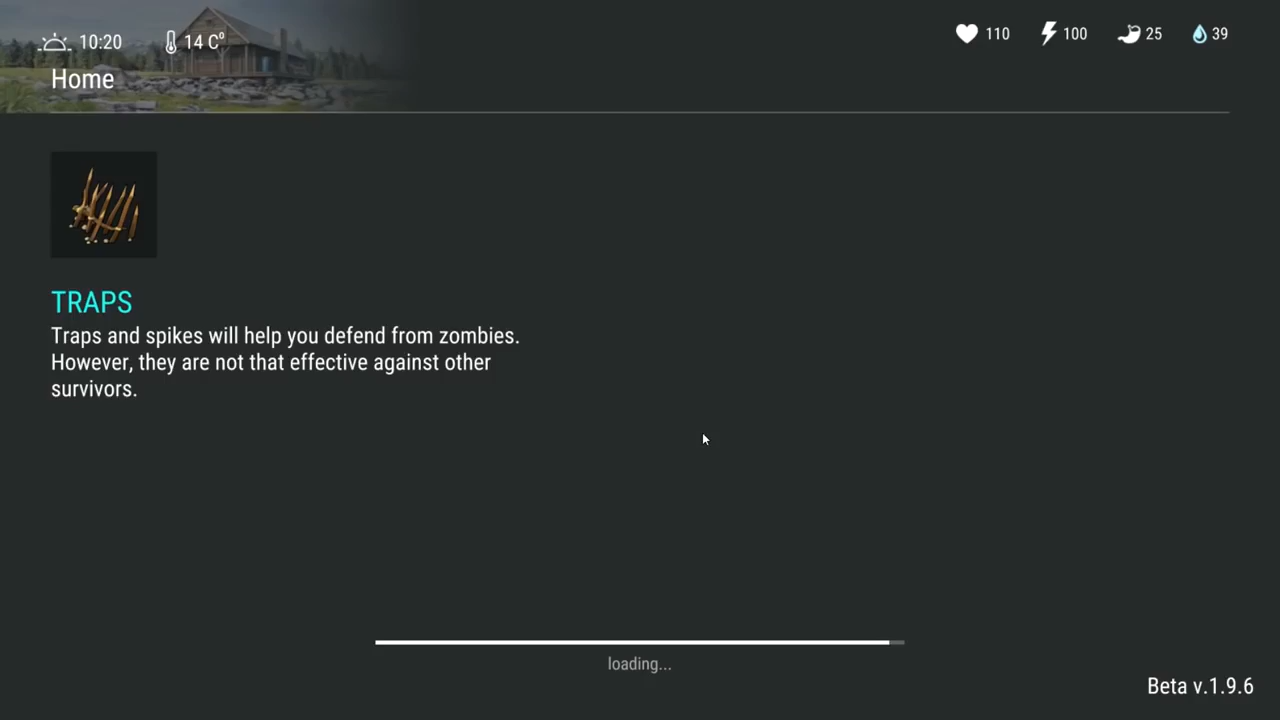 10:20 14 C° 110 100 25 39
Home
TRAPS
Traps and spikes will help you defend from zombies.
However, they are not that effective against other
survivors.
loading...
Beta v.1.9.6